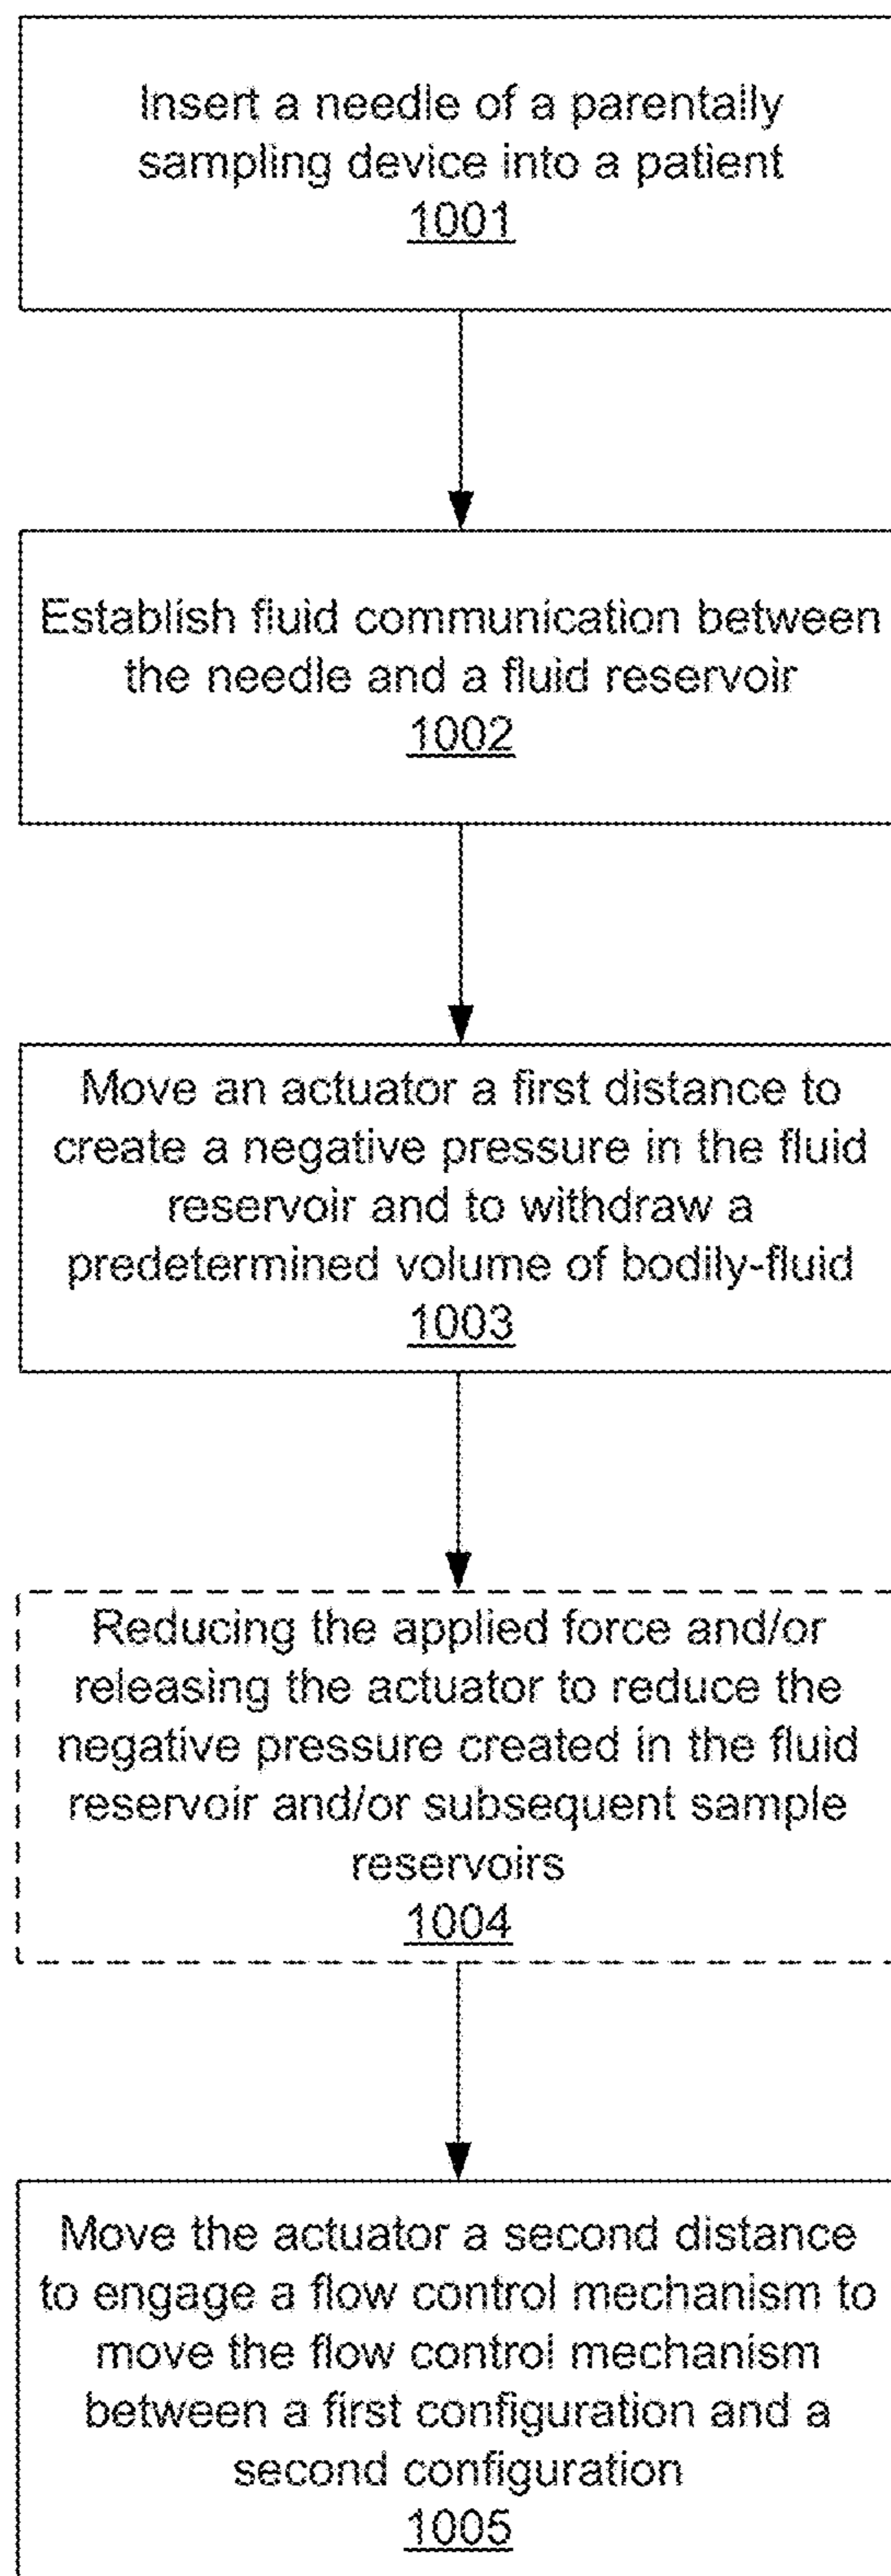 Insert a needle of a parentally
sampling device into a patient
1001
Establish fluid communication between
the needle and a fluid reservoir
1002
Move an actuator a first distance to
create a negative pressure in the fluid
reservoir and to withdraw a
predetermined volume of bodily-fluid
1003
Reducing the applied force and/or
releasing the actuator to reduce the
negative pressure created in the fluid
reservoir and/or subsequent sample
reservoirs
1004
Move the actuator a second distance
to engage a flow control mechanism to
move the flow control mechanism
between a first configuration and a
second configuration
1005